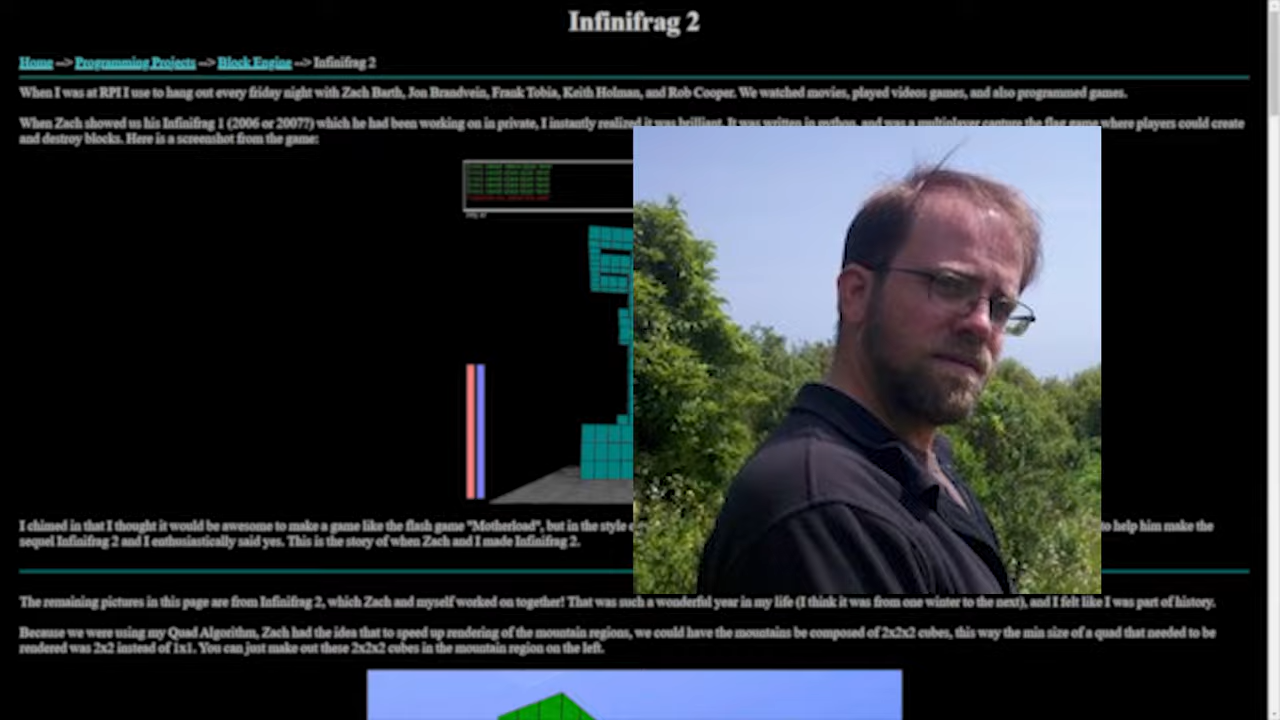 Infinifrag 2
Home --> Programming Projects --> Block Engine --> Infinifrag 2
When I was at RPI I use to hang out every friday night with Zach Barth, Jon Brandvein, Frank Tobia, Keith Holman, and Rob Cooper. We watched movies, played videos games, and also programmed games.
When Zach showed us his Infinifrag 1 (2006 or 2007??) which he had been working on in private, I instantly realized it was brilliant. It was written in python, and was a multiplayer capture the flag game where players could create
and destroy blocks. Here is a screenshot from the game:
I chimed in that I thought it would be awesome to make a game like the flash game "Motherload", but in the style to help him make the
sequel Infinifrag 2 and I enthusiastically said yes. This is the story of when Zach and I made Infinifrag 2.
The remaining pictures in this page are from Infinifrag 2, which Zach and myself worked on together! That was such a wonderful year in my life (I think it was from one winter to the next), and I felt like I was part of history.
Because we were using my Quad Algorithm, Zach had the idea that to speed up rendering of the mountain regions, we could have the mountains be composed of 2x2x2 cubes, this way the min size of a quad that needed to be
rendered was 2x2 instead of 1x1. You can just make out these 2x2x2 cubes in the mountain region on the left.